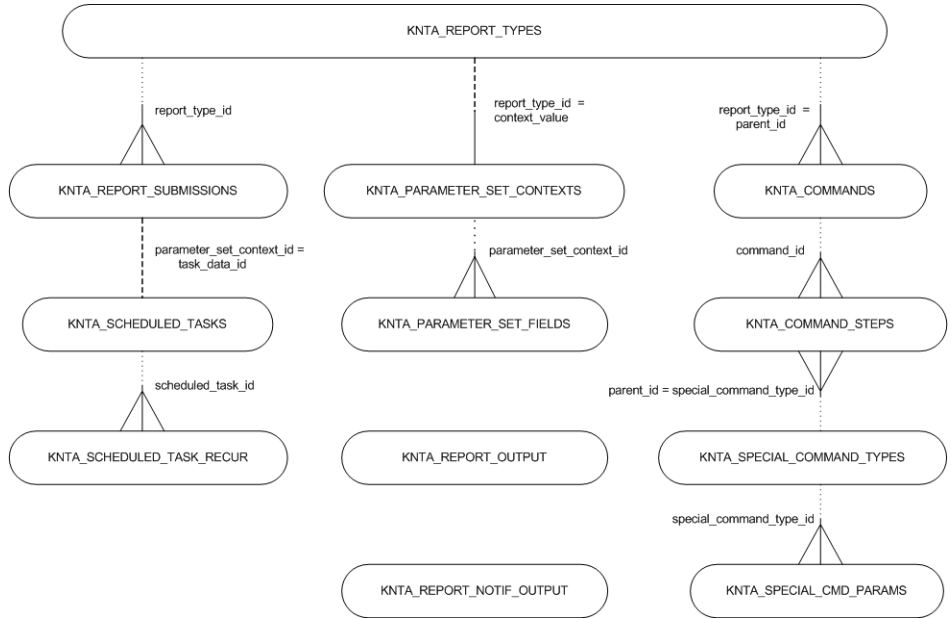 KNTA_REPORT_TYPES
report_type_id
report_type_id =
context_value
report_type_id =
parent_id
KNTA_REPORT_SUBMISSIONS
KNTA_PARAMETER_SET_CONTEXTS
KNTA_COMMANDS
parameter_set_context_id =
task_data_id
parameter_set_context_id
command_id
KNTA_SCHEDULED_TASKS
KNTA_PARAMETER_SET_FIELDS
KNTA_COMMAND_STEPS
scheduled_task_id
parent_id = special_command_type_id
KNTA_SCHEDULED_TASK_RECUR
KNTA_REPORT_OUTPUT
KNTA_SPECIAL_COMMAND_TYPES
special_command_type_id
KNTA_REPORT_NOTIF_OUTPUT
KNTA_SPECIAL_CMD_PARAMS